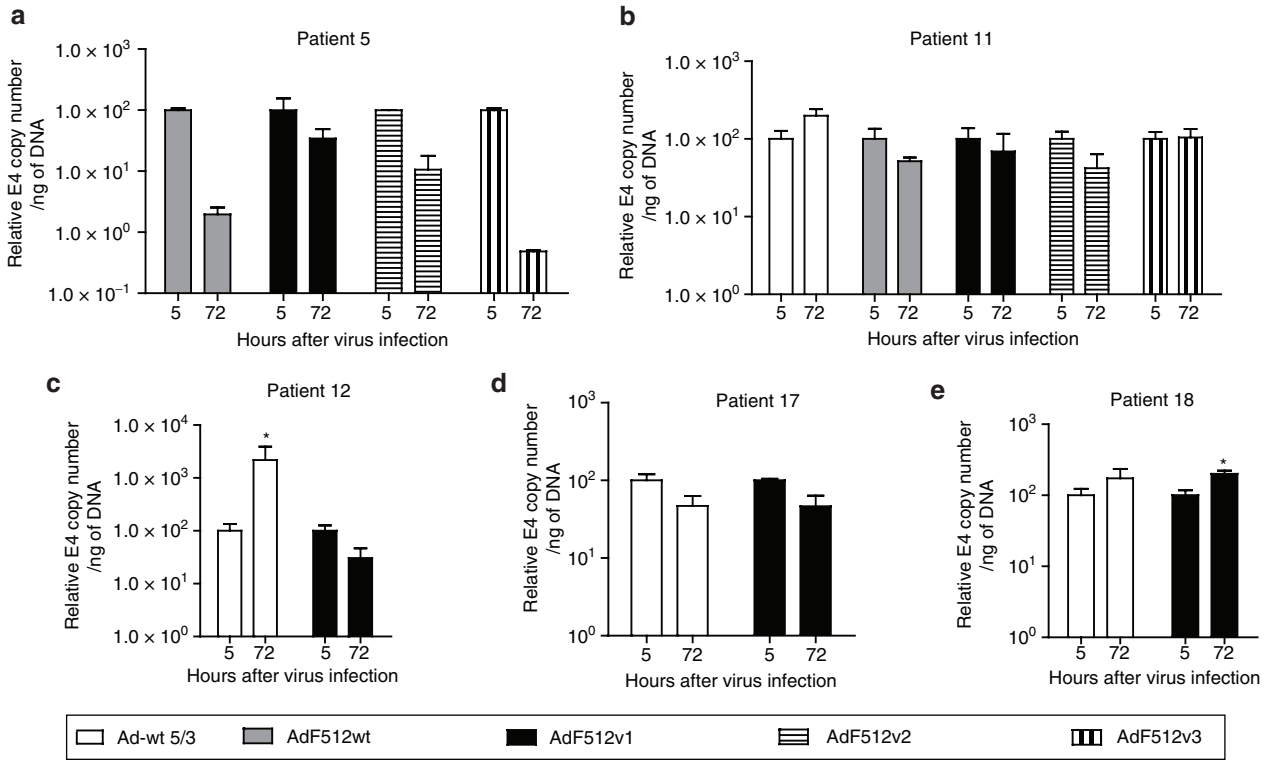 a
Patient 5
Relative E4 copy number
/ng of DNA
1.0 × 10³
1.0 × 10²
1.0 × 10¹
1.0 × 10⁰
1.0 × 10⁻¹
5 72 5 72 5 72 5 72
Hours after virus infection
b
Patient 11
Relative E4 copy number
/ng of DNA
1.0 × 10³
1.0 × 10²
1.0 × 10¹
1.0 × 10⁰
5 72 5 72 5 72 5 72 5 72
Hours after virus infection
c
Patient 12
Relative E4 copy number
/ng of DNA
1.0 × 10⁴
1.0 × 10³
1.0 × 10²
1.0 × 10¹
1.0 × 10⁰
*
5 72 5 72
Hours after virus infection
d
Patient 17
Relative E4 copy number
/ng of DNA
10³
10²
10¹
10⁰
5 72 5 72
Hours after virus infection
e
Patient 18
Relative E4 copy number
/ng of DNA
10³
10²
10¹
10⁰
*
5 72 5 72
Hours after virus infection
Ad-wt 5/3 AdF512wt AdF512v1 AdF512v2 AdF512v3